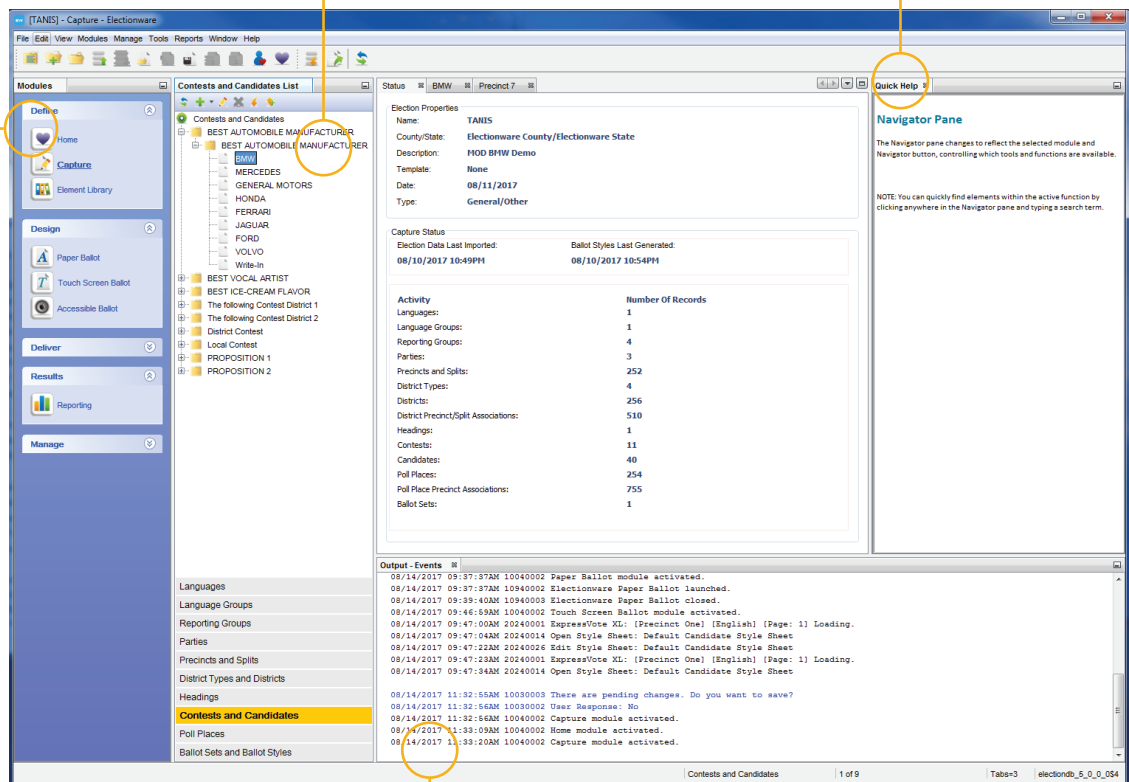 [TANIS] - Capture - Electionware
File Edit View Modules Manage Tools Reports Window Help
Modules
Define
Home
Capture
Element Library
Design
Paper Ballot
Touch Screen Ballot
Accessible Ballot
Deliver
Results
Reporting
Manage
Contests and Candidates List
Contests and Candidates
BEST AUTOMOBILE MANUFACTURER
BEST AUTOMOBILE MANUFACTURER
BMW
MERCEDES
GENERAL MOTORS
HONDA
FERRARI
JAGUAR
FORD
VOLVO
Write-In
BEST VOCAL ARTIST
BEST ICE-CREAM FLAVOR
The following Contest District 1
The following Contest District 2
District Contest
Local Contest
PROPOSITION 1
PROPOSITION 2
Languages
Language Groups
Reporting Groups
Parties
Precincts and Splits
District Types and Districts
Headings
Contests and Candidates
Poll Places
Ballot Sets and Ballot Styles
Status BMW Precinct 7
Election Properties
Name: TANIS
County/State: Electionware County/Electionware State
Description: MOD BMW Demo
Template: None
Date: 08/11/2017
Type: General/Other
Capture Status
Election Data Last Imported: Ballot Styles Last Generated:
08/10/2017 10:49PM 08/10/2017 10:54PM
Activity Number Of Records
Languages: 1
Language Groups: 1
Reporting Groups: 4
Parties: 3
Precincts and Splits: 252
District Types: 4
Districts: 256
District Precinct/Split Associations: 510
Headings: 1
Contests: 11
Candidates: 40
Poll Places: 254
Poll Place Precinct Associations: 755
Ballot Sets: 1
Quick Help
Navigator Pane
The Navigator pane changes to reflect the selected module and
Navigator button, controlling which tools and functions are available.
NOTE: You can quickly find elements within the active function by
clicking anywhere in the Navigator pane and typing a search term.
Output - Events
08/14/2017 09:37:37AM 10040002 Paper Ballot module activated.
08/14/2017 09:37:37AM 10940002 Electionware Paper Ballot launched.
08/14/2017 09:39:40AM 10940003 Electionware Paper Ballot closed.
08/14/2017 09:46:59AM 10040002 Touch Screen Ballot module activated.
08/14/2017 09:47:00AM 20240001 ExpressVote XL: [Precinct One] [English] [Page: 1] Loading.
08/14/2017 09:47:04AM 20240014 Open Style Sheet: Default Candidate Style Sheet
08/14/2017 09:47:22AM 20240026 Edit Style Sheet: Default Candidate Style Sheet
08/14/2017 09:47:23AM 20240001 ExpressVote XL: [Precinct One] [English] [Page: 1] Loading.
08/14/2017 09:47:34AM 20240014 Open Style Sheet: Default Candidate Style Sheet
08/14/2017 11:32:55AM 10030003 There are pending changes. Do you want to save?
08/14/2017 11:32:56AM 10030002 User Response: No
08/14/2017 11:32:56AM 10040002 Capture module activated.
08/14/2017 11:33:09AM 10040002 Home module activated.
08/14/2017 11:33:20AM 10040002 Capture module activated.
Contests and Candidates 1 of 9 Tabs=3 electiondb_5_0_0_0$4